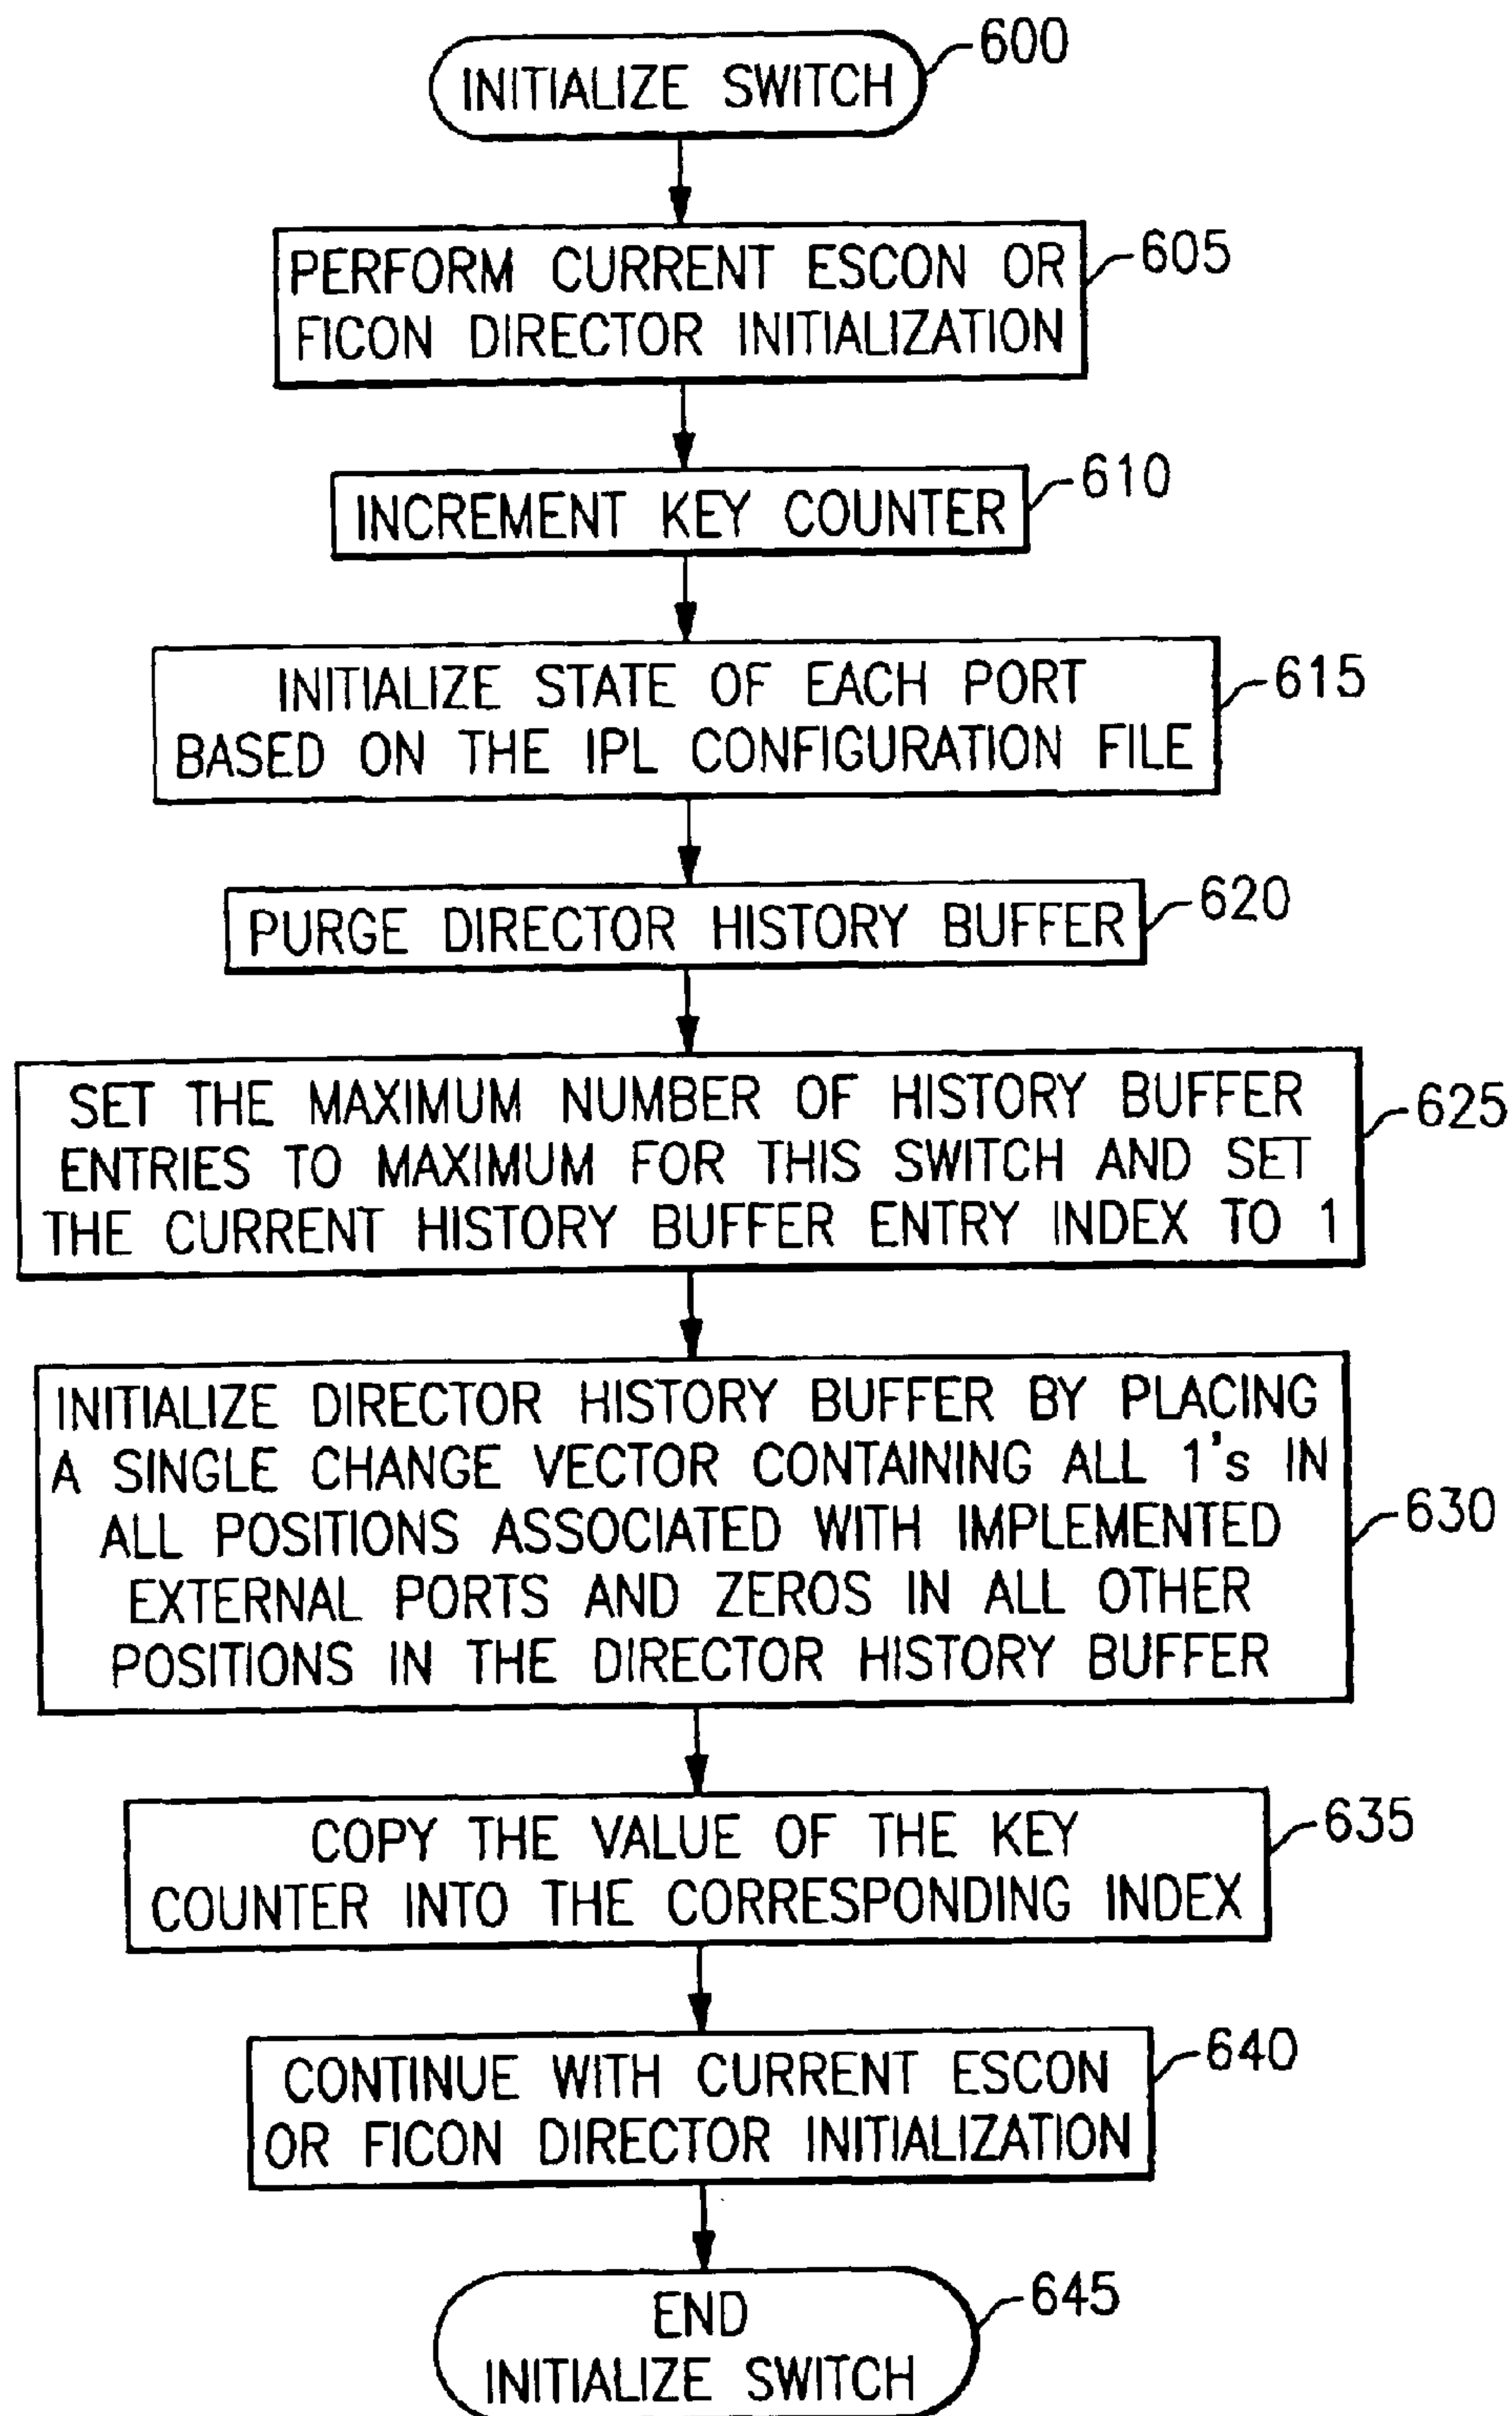 INITIALIZE SWITCH
600
PERFORM CURRENT ESCON OR
FICON DIRECTOR INITIALIZATION
605
INCREMENT KEY COUNTER
610
INITIALIZE STATE OF EACH PORT
BASED ON THE IPL CONFIGURATION FILE
615
PURGE DIRECTOR HISTORY BUFFER
620
SET THE MAXIMUM NUMBER OF HISTORY BUFFER
ENTRIES TO MAXIMUM FOR THIS SWITCH AND SET
THE CURRENT HISTORY BUFFER ENTRY INDEX TO 1
625
INITIALIZE DIRECTOR HISTORY BUFFER BY PLACING
A SINGLE CHANGE VECTOR CONTAINING ALL 1's IN
ALL POSITIONS ASSOCIATED WITH IMPLEMENTED
EXTERNAL PORTS AND ZEROS IN ALL OTHER
POSITIONS IN THE DIRECTOR HISTORY BUFFER
630
COPY THE VALUE OF THE KEY
COUNTER INTO THE CORRESPONDING INDEX
635
CONTINUE WITH CURRENT ESCON
OR FICON DIRECTOR INITIALIZATION
640
END
INITIALIZE SWITCH
645